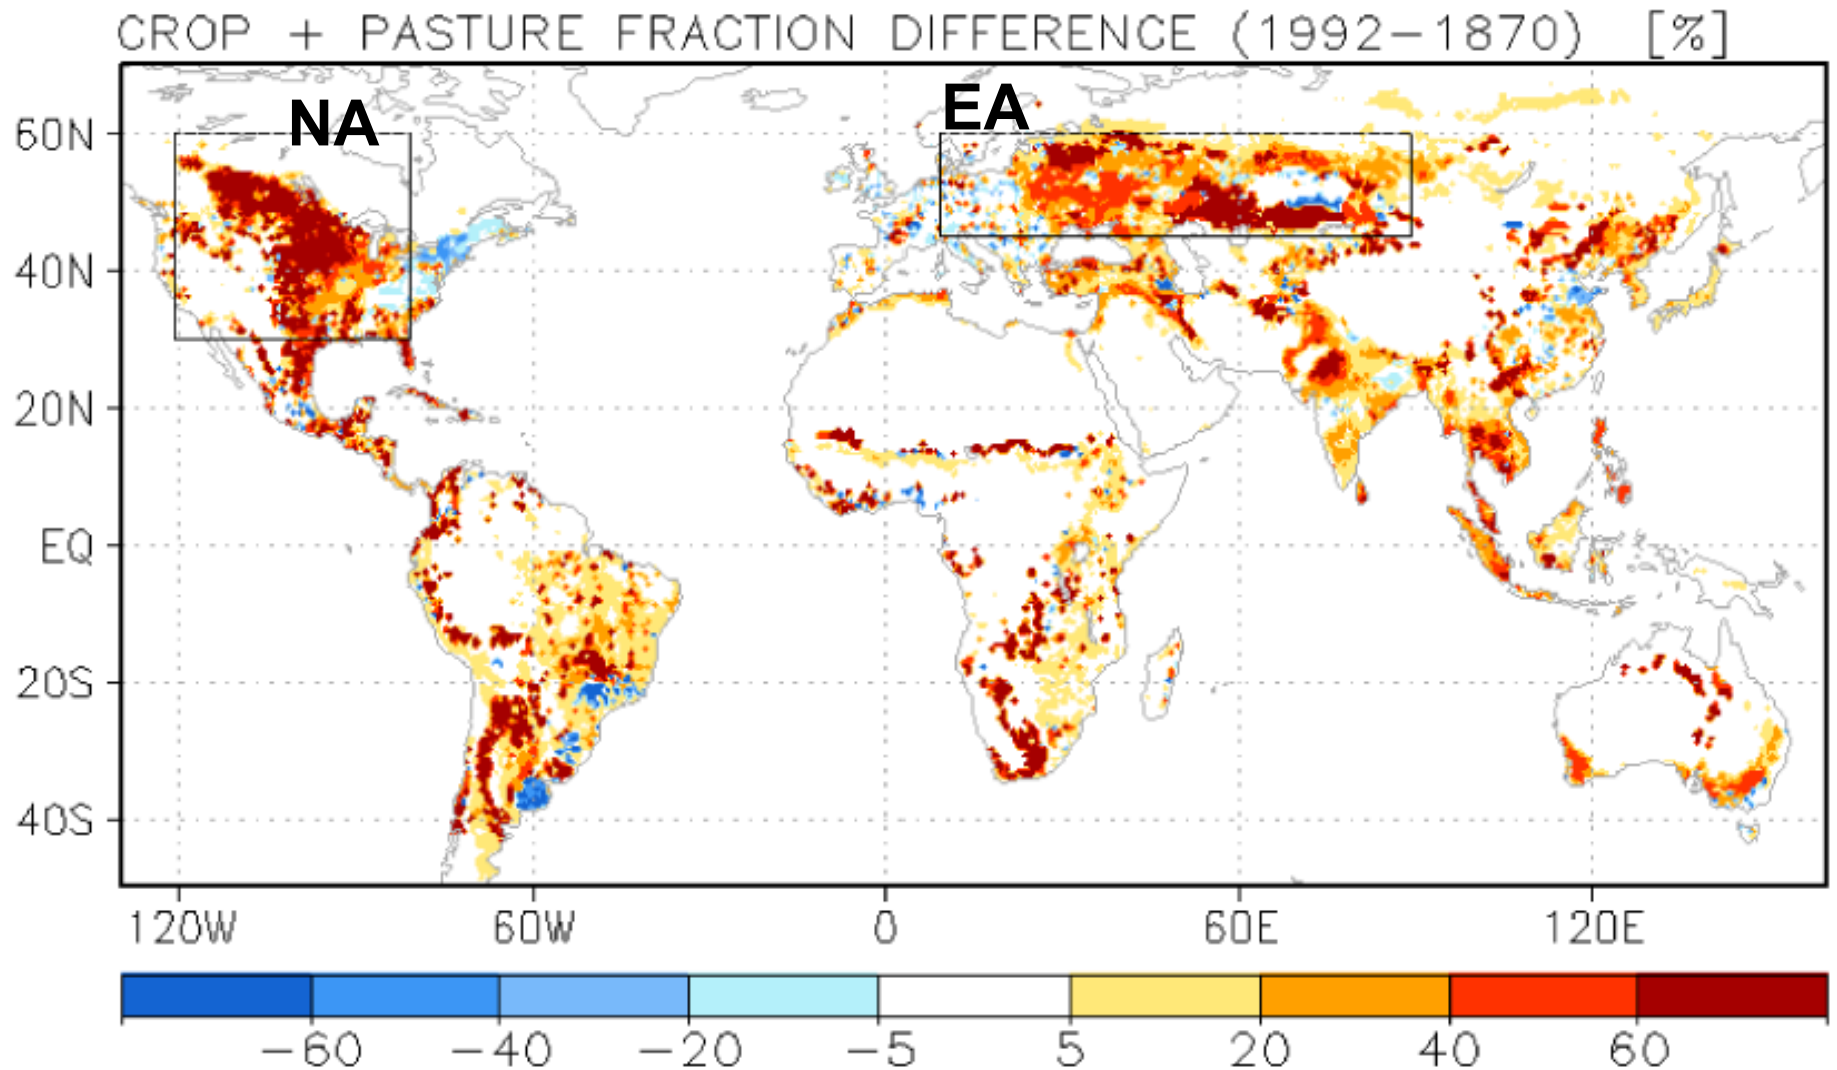 CROP + PASTURE FRACTION DIFFERENCE (1992−1870) [%]
NA
EA
60N
40N
20N
EQ
20S
40S
120W 60W 0 60E 120E
−60 −40 −20 −5 5 20 40 60